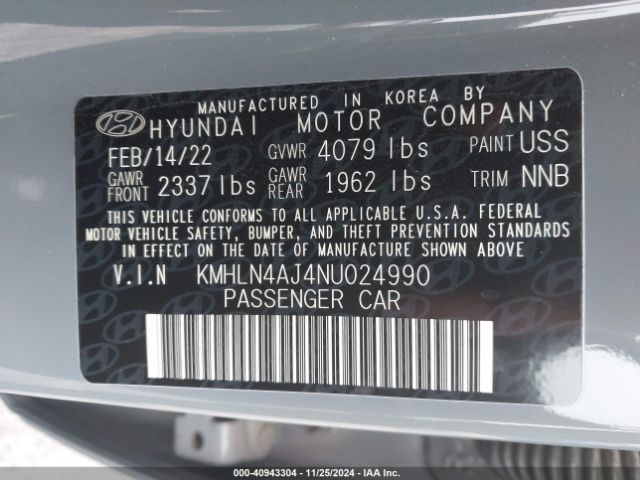 MANUFACTURED IN KOREA BY
HYUNDAI MOTOR COMPANY
FEB/14/22 GVWR 4079 lbs PAINT USS
GAWR FRONT 2337 lbs GAWR REAR 1962 lbs TRIM NNB
THIS VEHICLE CONFORMS TO ALL APPLICABLE U.S.A. FEDERAL
MOTOR VEHICLE SAFETY, BUMPER, AND THEFT PREVENTION STANDARDS
IN EFFECT ON THE DATE OF MANUFACTURE SHOWN ABOVE.
V.I.N KMHLN4AJ4NU024990
PASSENGER CAR
000-40943304 - 11/25/2024 - IAA Inc.